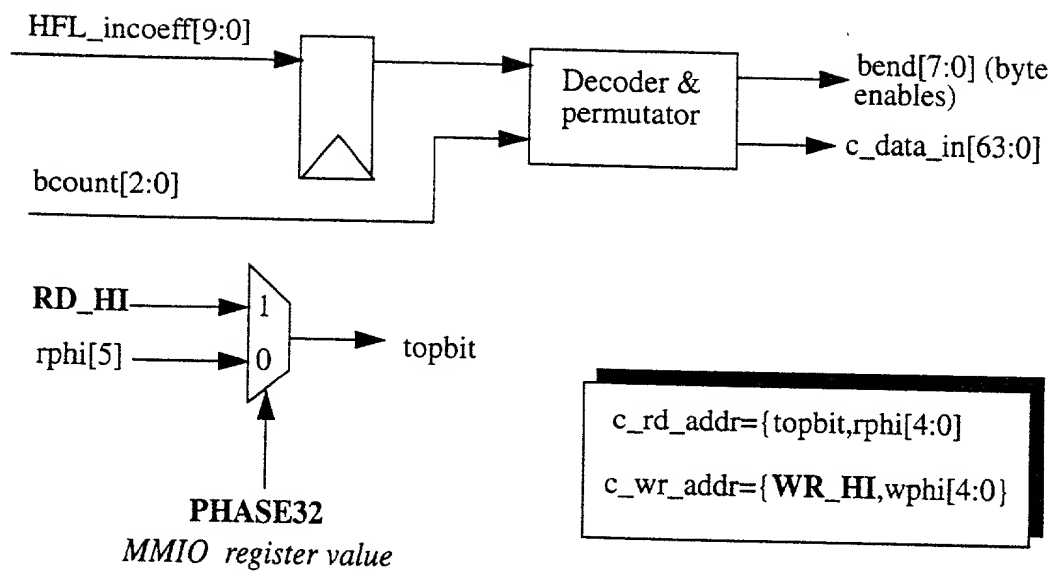 HFL_incoeff[9:0]
Decoder &
permutator
bend[7:0] (byte
enables)
c_data_in[63:0]
bcount[2:0]
RD_HI
1
rphi[5]
0
topbit
PHASE32
MMIO register value
c_rd_addr={topbit,rphi[4:0]
c_wr_addr={WR_HI,wphi[4:0}